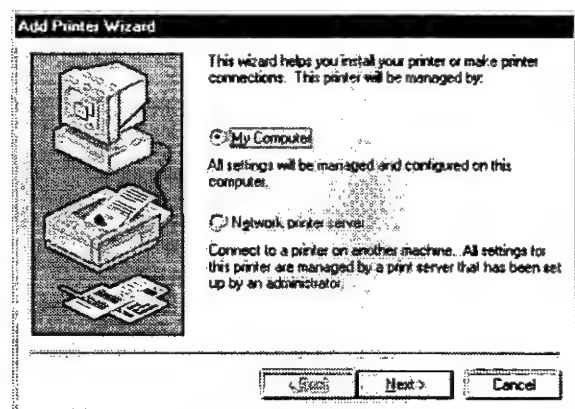 Add Printer Wizard
This wizard helps you install your printer or make printer
connections. This printer will be managed by:
My Computer
All settings will be managed and configured on this
computer.
Network printer server
Connect to a printer on another machine. All settings for
this printer are managed by a print server that has been set
up by an administrator.
< Back
Next >
Cancel